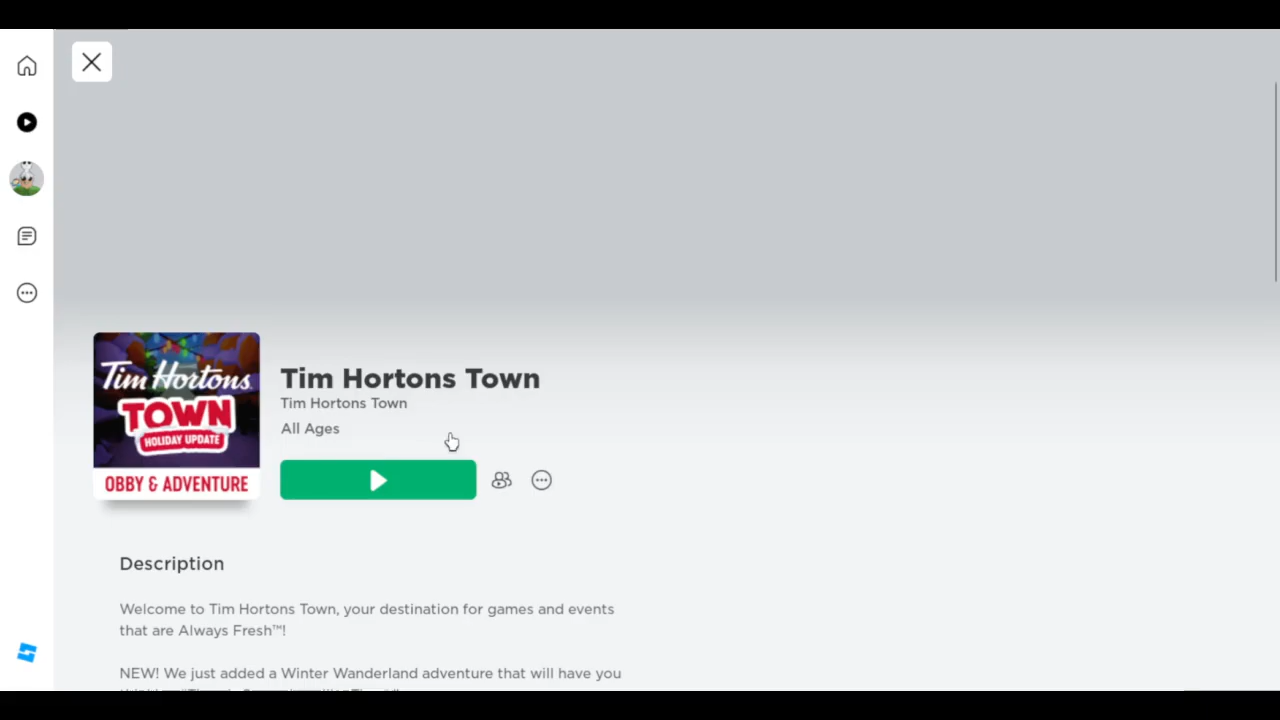 Tim Hortons
TOWN
HOLIDAY UPDATE
OBBY & ADVENTURE
Tim Hortons Town
Tim Hortons Town
All Ages
Description
Welcome to Tim Hortons Town, your destination for games and events
that are Always Fresh™!
NEW! We just added a Winter Wanderland adventure that will have you